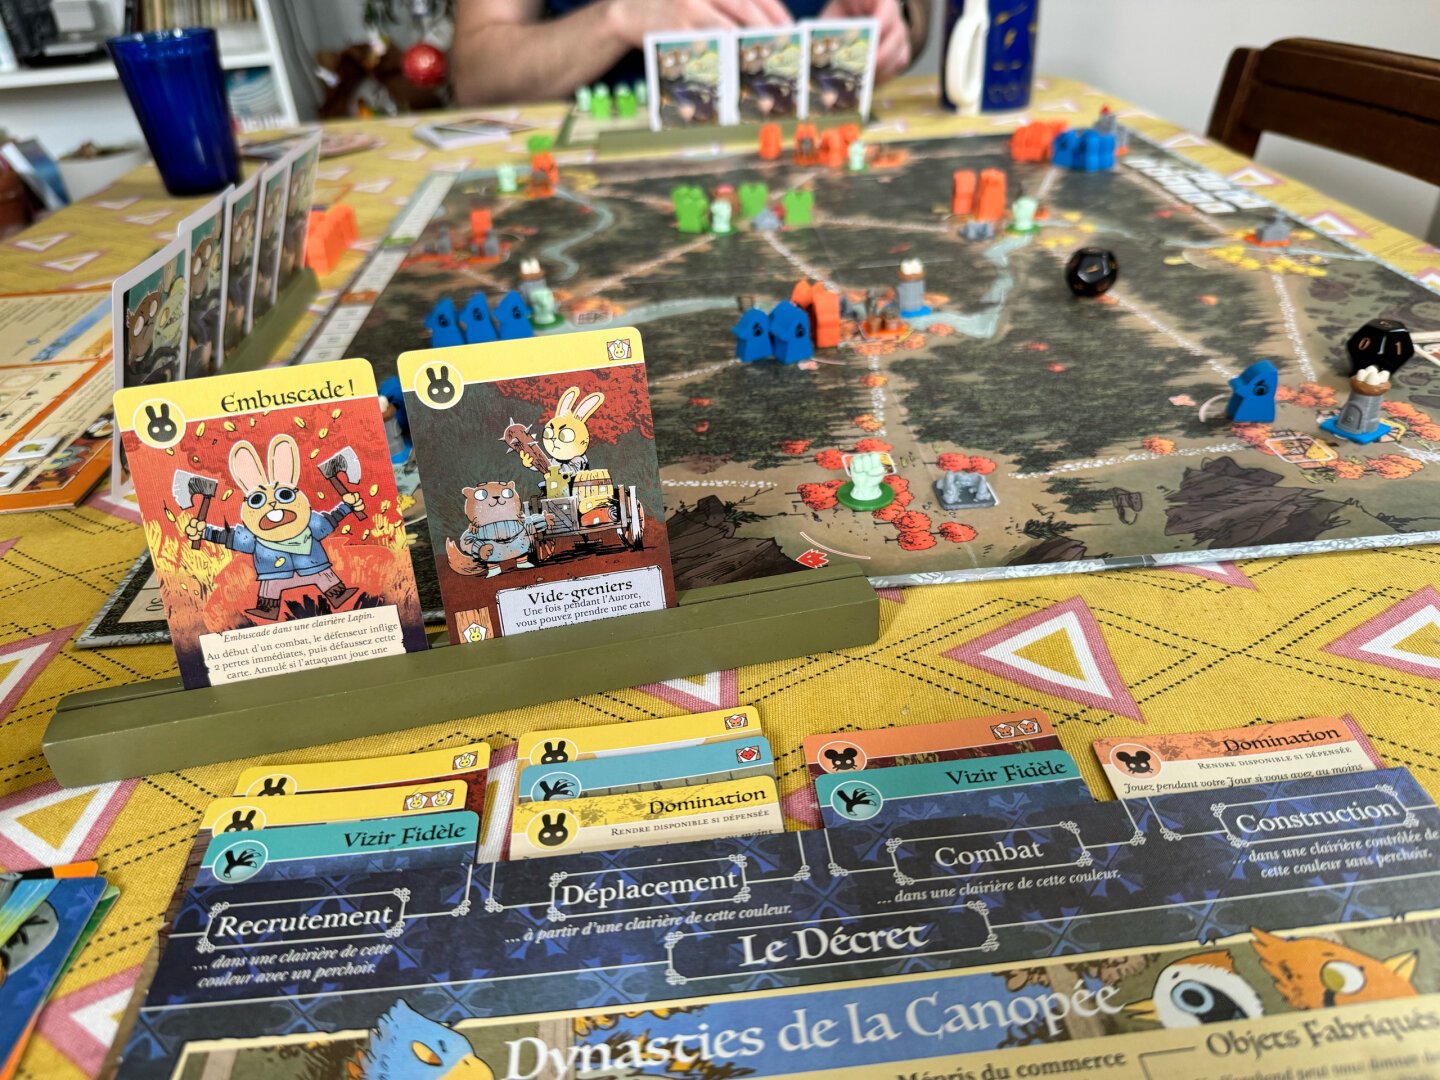 Embuscade !
Embuscade dans une clairière Lapin.
Au début d'un combat, le défenseur inflige
2 pertes immédiates, puis défaussez cette
carte. Annulé si l'attaquant joue une
Vide-greniers
Une fois pendant l'Aurore,
vous pouvez prendre une carte
0 1
Vizir Fidèle
Domination
Rendre disponible si dépensée
Vizir Fidèle
Domination
Rendre disponible si dépensée
Jouez pendant votre Jour si vous avez au moins
Recrutement
... dans une clairière de cette
couleur avec un perchoir.
Déplacement
... à partir d'une clairière de cette couleur.
Combat
... dans une clairière de cette couleur.
Construction
... dans une clairière contrôlée de
cette couleur sans perchoir.
Le Décret
Dynasties de la Canopée
Mépris du commerce
Objets Fabriqués